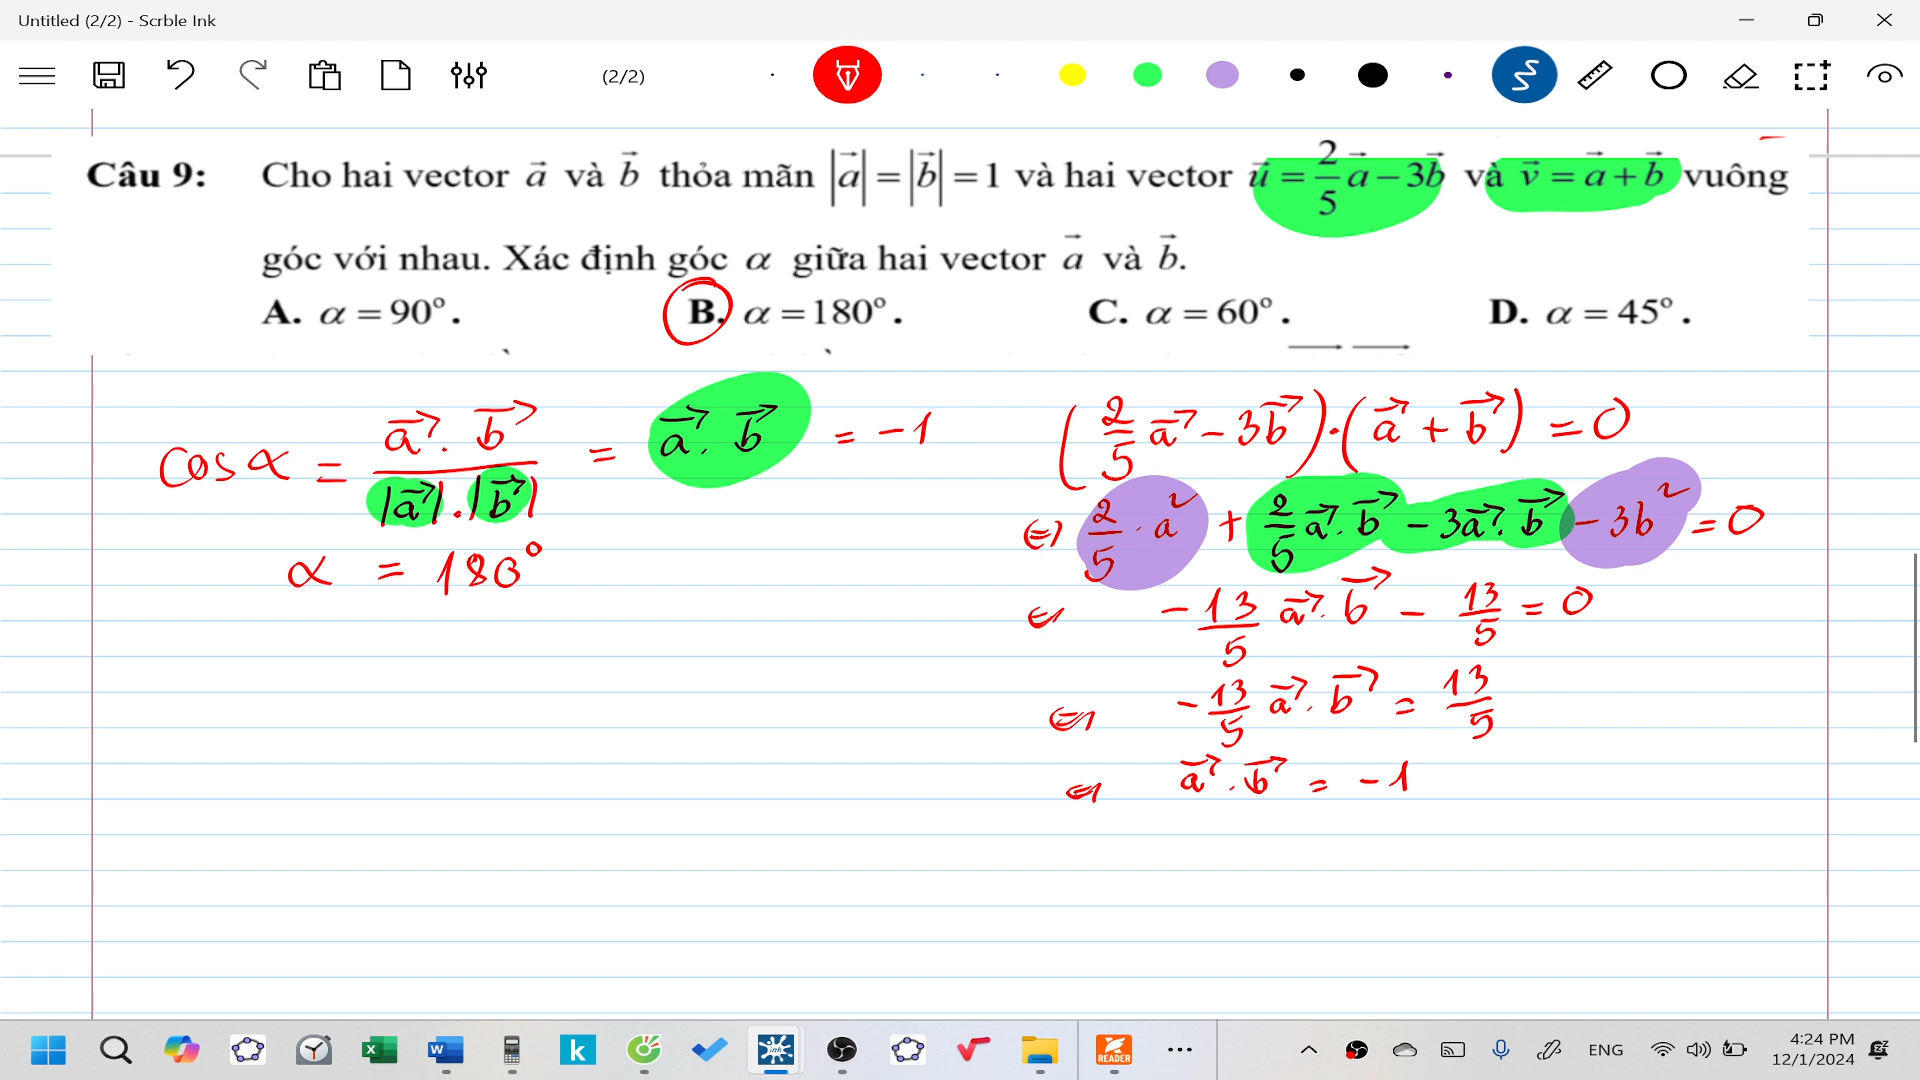 Untitled (2/2) - Scrble Ink
(2/2)
Câu 9: Cho hai vector a⃗ và b⃗ thỏa mãn |a⃗| = |b⃗| = 1 và hai vector u⃗ = 2/5 a⃗ − 3b⃗ và v⃗ = a⃗ + b⃗ vuông
góc với nhau. Xác định góc α giữa hai vector a⃗ và b⃗.
A. α = 90°. B. α = 180°. C. α = 60°. D. α = 45°.
cos α = (a⃗ . b⃗) / (|a⃗| . |b⃗|) = a⃗ . b⃗ = −1
α = 180°
(2/5 a⃗ − 3b⃗) . (a⃗ + b⃗) = 0
⇔ 2/5 . a² + 2/5 a⃗ . b⃗ − 3a⃗ . b⃗ − 3b² = 0
⇔ −13/5 a⃗ . b⃗ − 13/5 = 0
⇔ −13/5 a⃗ . b⃗ = 13/5
⇔ a⃗ . b⃗ = −1
READER
ENG
4:24 PM
12/1/2024